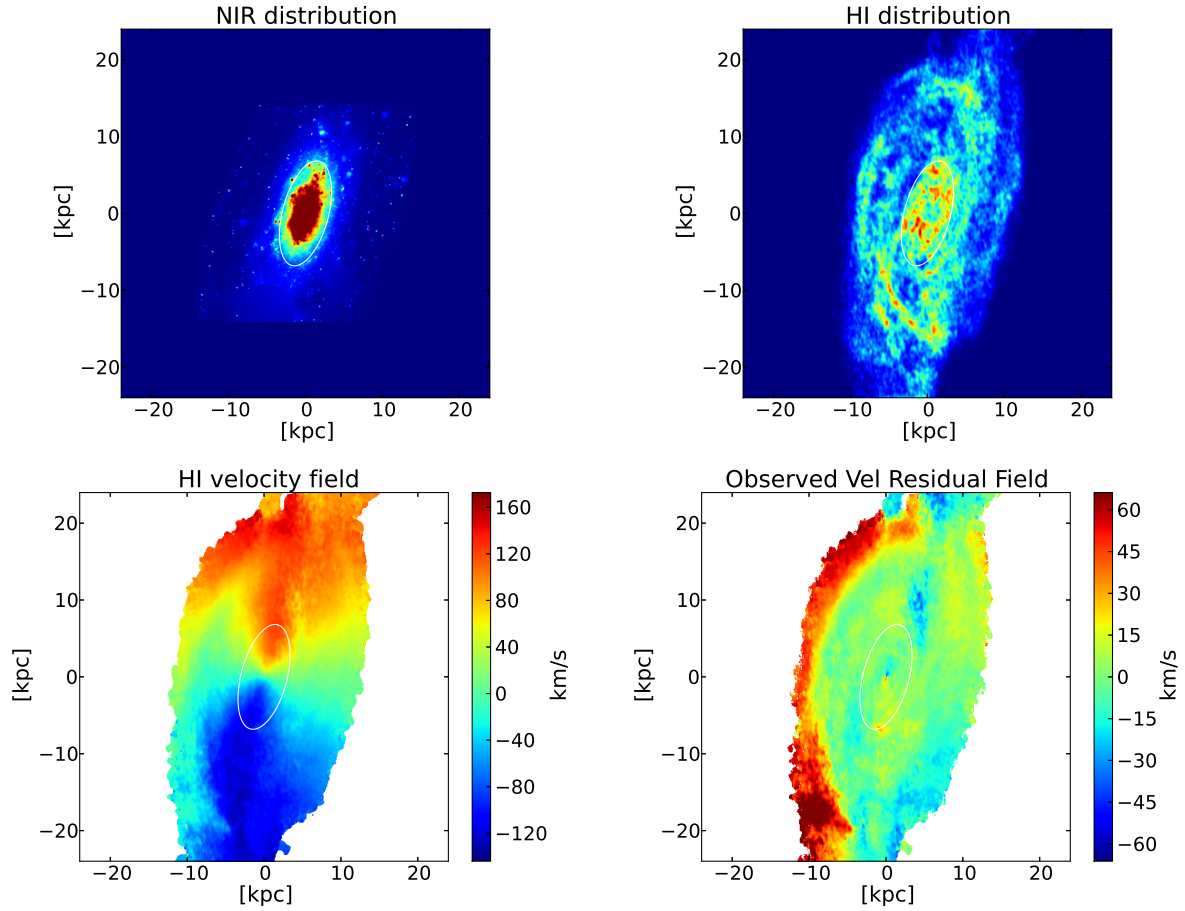 NIR distribution
20
10
0
−10
−20
[kpc]
−20 −10 0 10 20
[kpc]
HI distribution
20
10
0
−10
−20
[kpc]
−20 −10 0 10 20
[kpc]
HI velocity field
20
10
0
−10
−20
[kpc]
−20 −10 0 10 20
[kpc]
160
120
80
40
0
−40
−80
−120
km/s
Observed Vel Residual Field
20
10
0
−10
−20
[kpc]
−20 −10 0 10 20
[kpc]
60
45
30
15
0
−15
−30
−45
−60
km/s